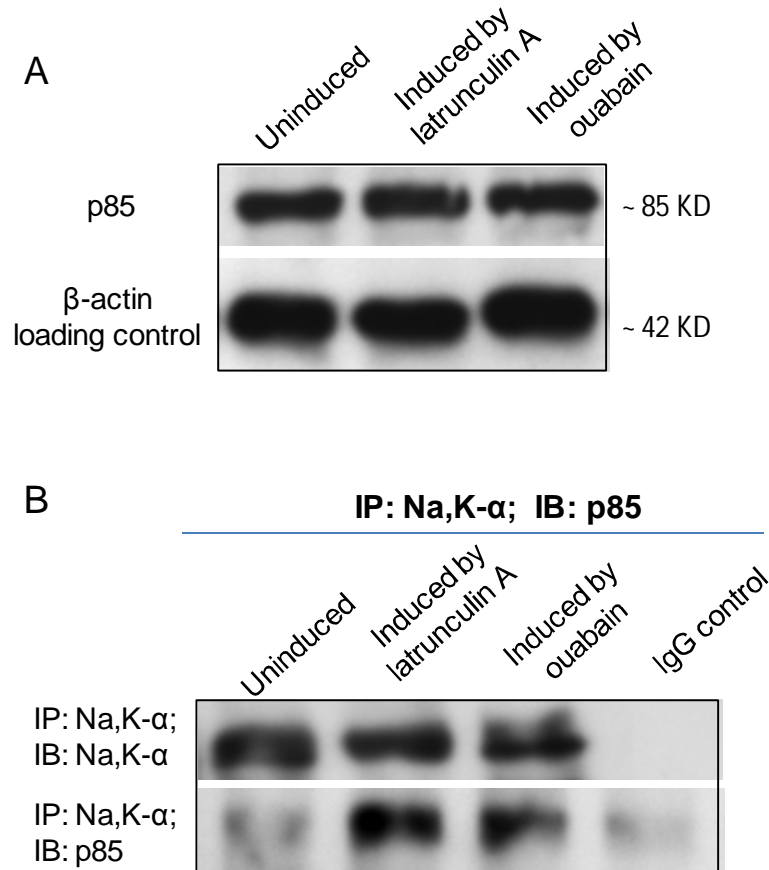 A
Uninduced
Induced by
latrunculin A
Induced by
ouabain
p85
~ 85 KD
β-actin
loading control
~ 42 KD
B
IP: Na,K-α; IB: p85
Uninduced
Induced by
latrunculin A
Induced by
ouabain
IgG control
IP: Na,K-α;
IB: Na,K-α
IP: Na,K-α;
IB: p85